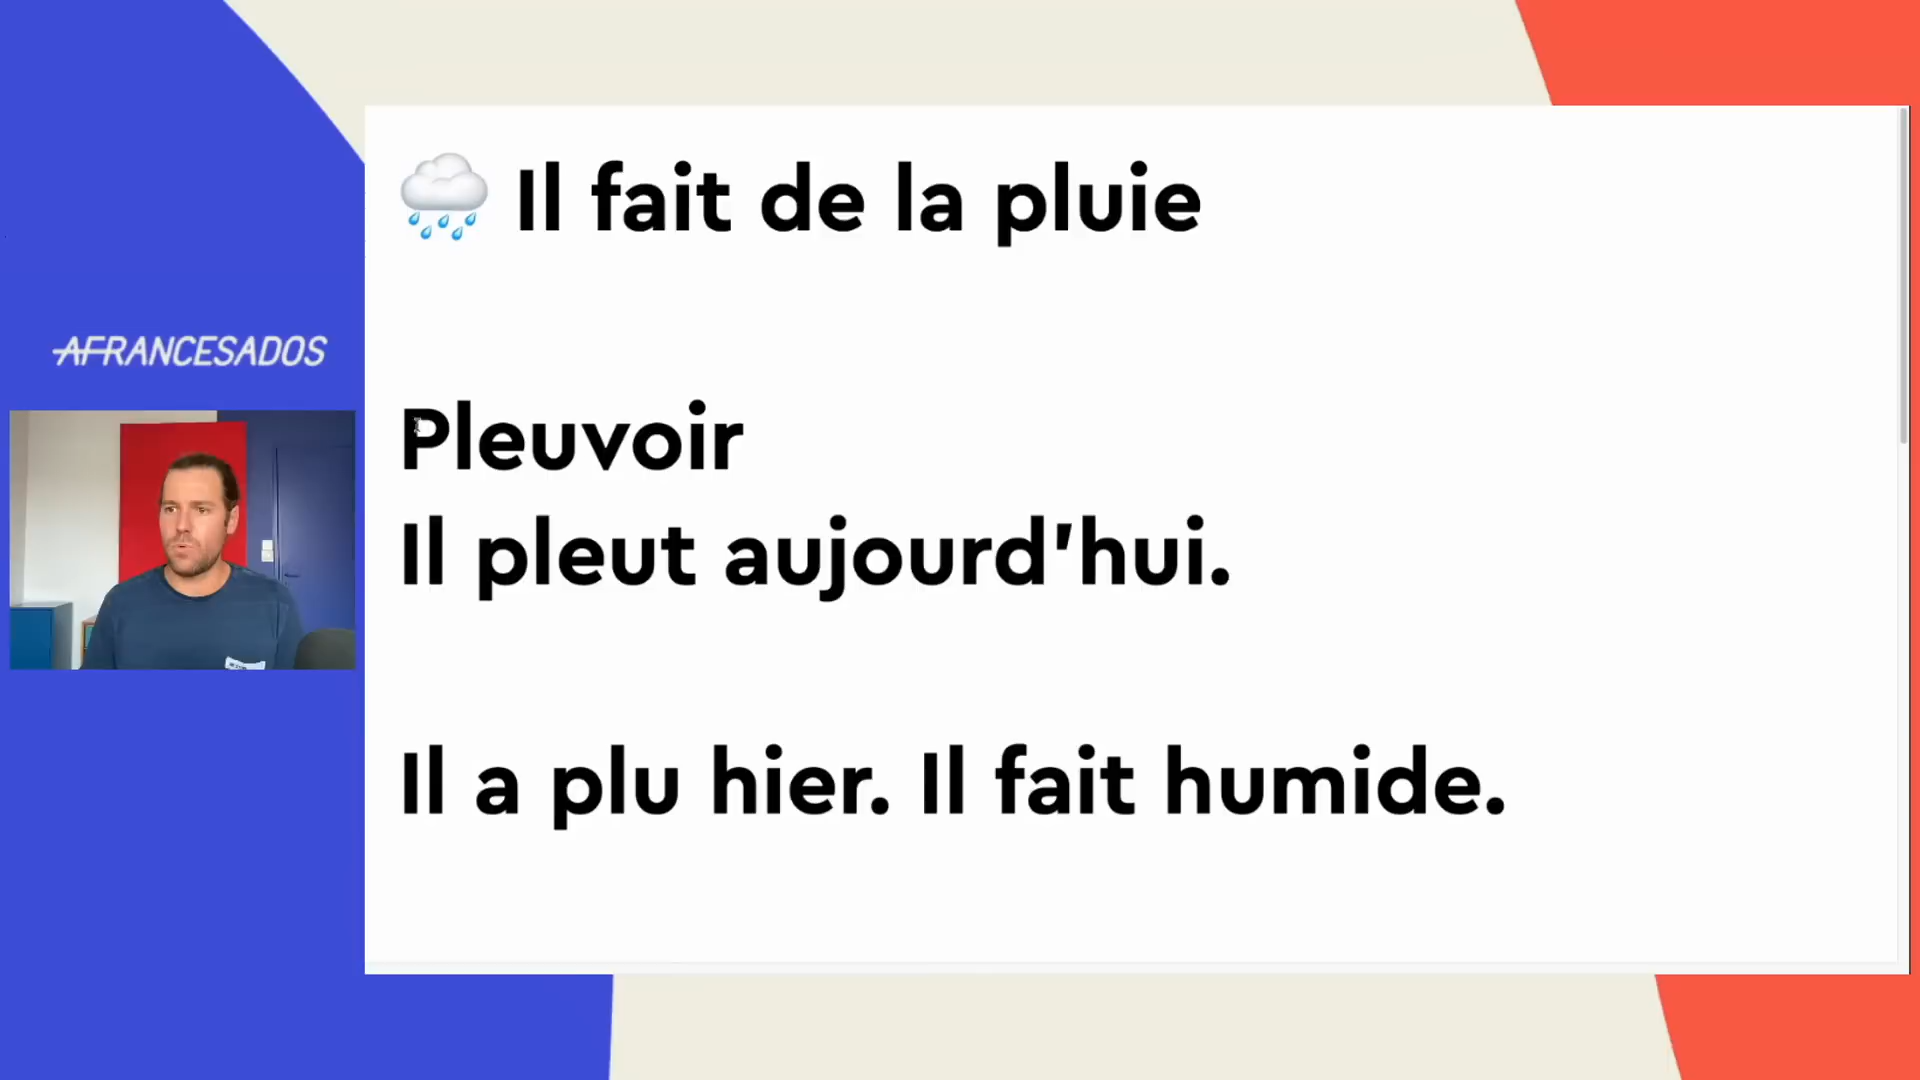 Il fait de la pluie
AFRANCESADOS
Pleuvoir
Il pleut aujourd'hui.
Il a plu hier. Il fait humide.